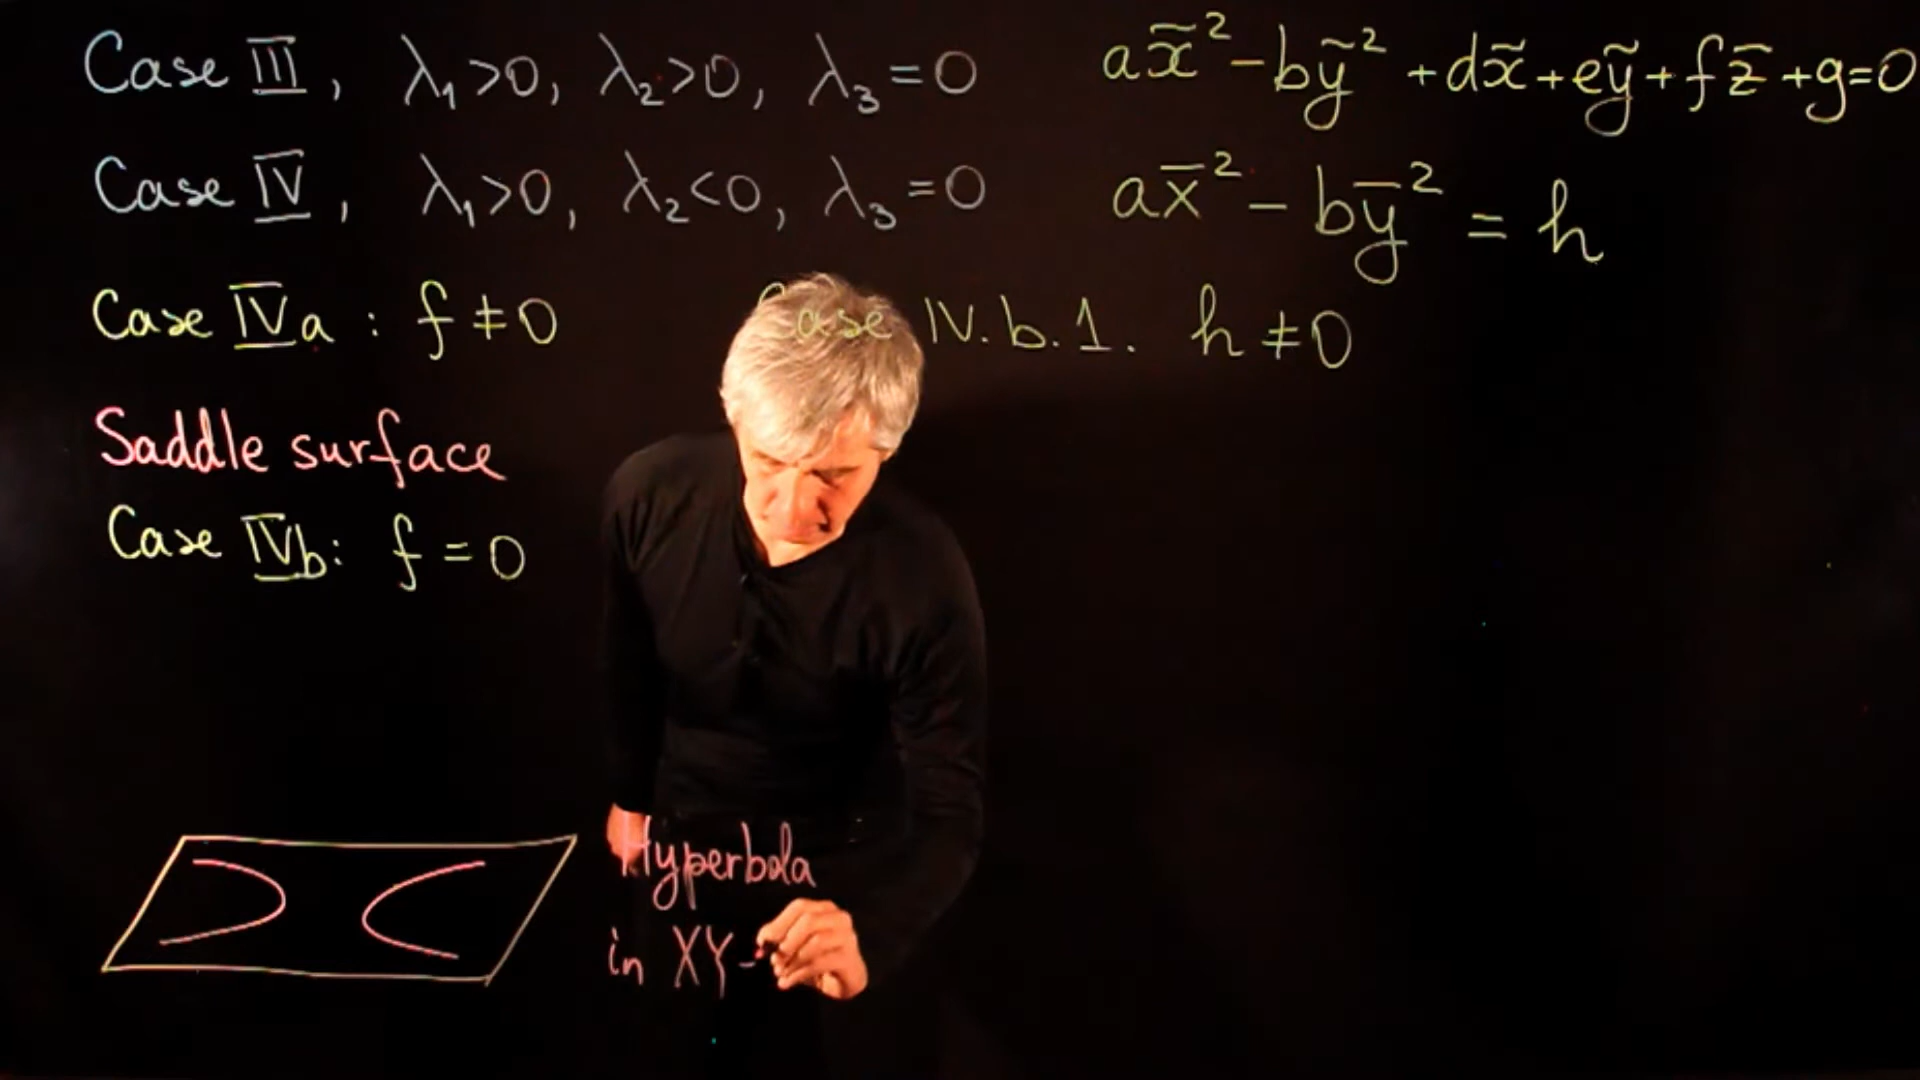 Case III, λ₁>0, λ₂>0, λ₃=0
Case IV, λ₁>0, λ₂<0, λ₃=0
Case IVa : f ≠ 0
Saddle surface
Case IVb: f = 0
ax̃² - bỹ² + dx̃ + eỹ + fz̃ + g = 0
ax̄² - bȳ² = h
Case IV.b.1. h ≠ 0
Hyperbola
in XY-